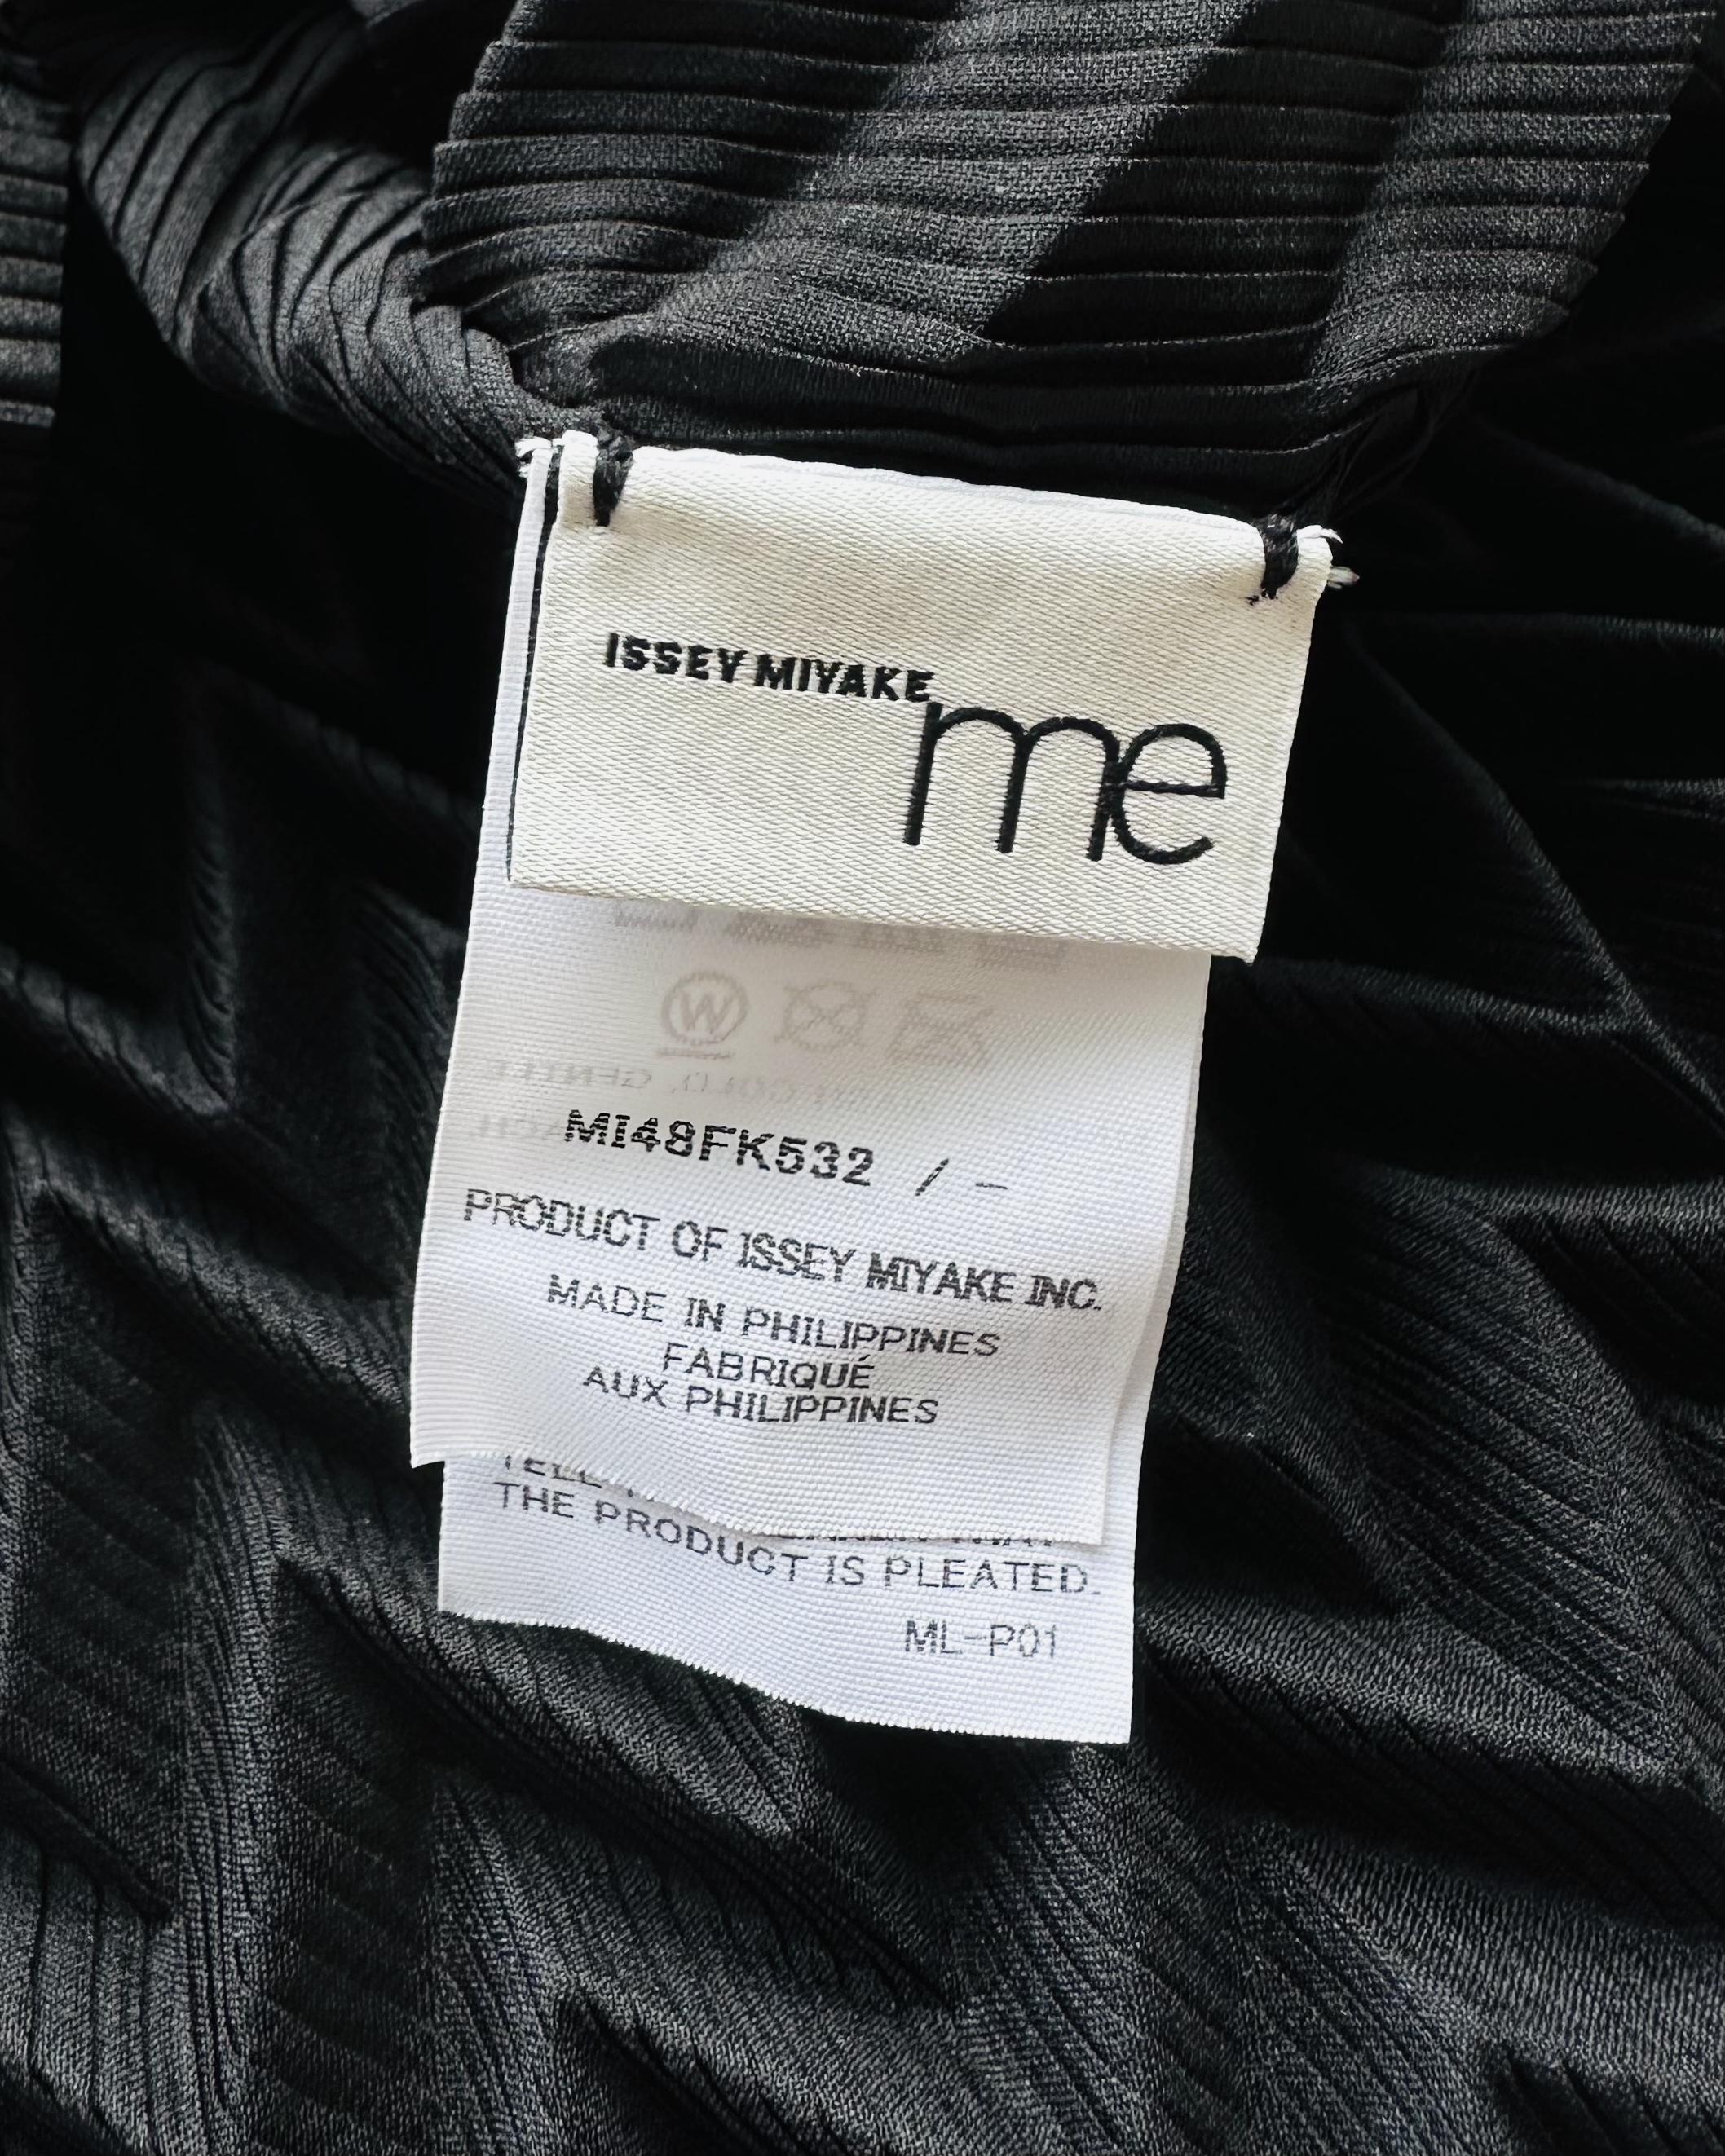 ISSEY MIYAKE
me
W
MI48FK532 / –
PRODUCT OF ISSEY MIYAKE INC.
MADE IN PHILIPPINES
FABRIQUÉ
AUX PHILIPPINES
THE PRODUCT IS PLEATED.
ML-P01